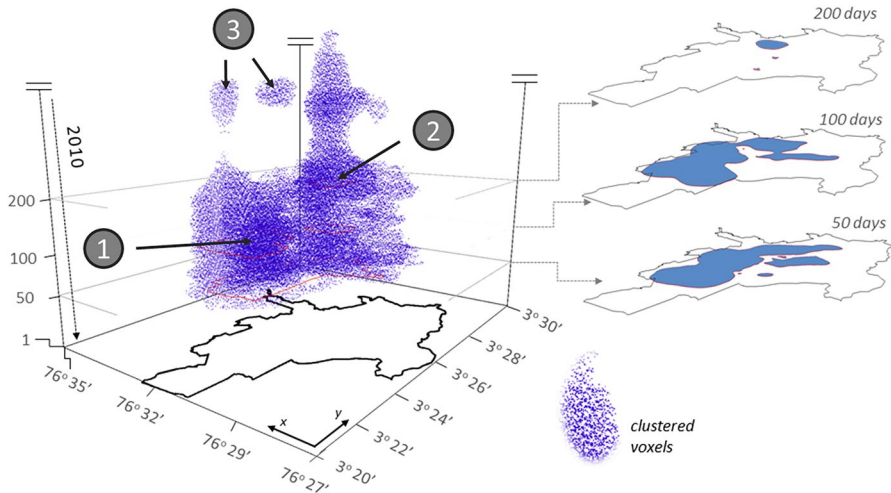 3
200 days
2
2010
100 days
200
1
50 days
100
50
1
3° 30'
3° 28'
76° 35'
3° 26'
76° 32'
3° 24'
x
y
76° 29'
3° 22'
clustered
voxels
3° 20'
76° 27'